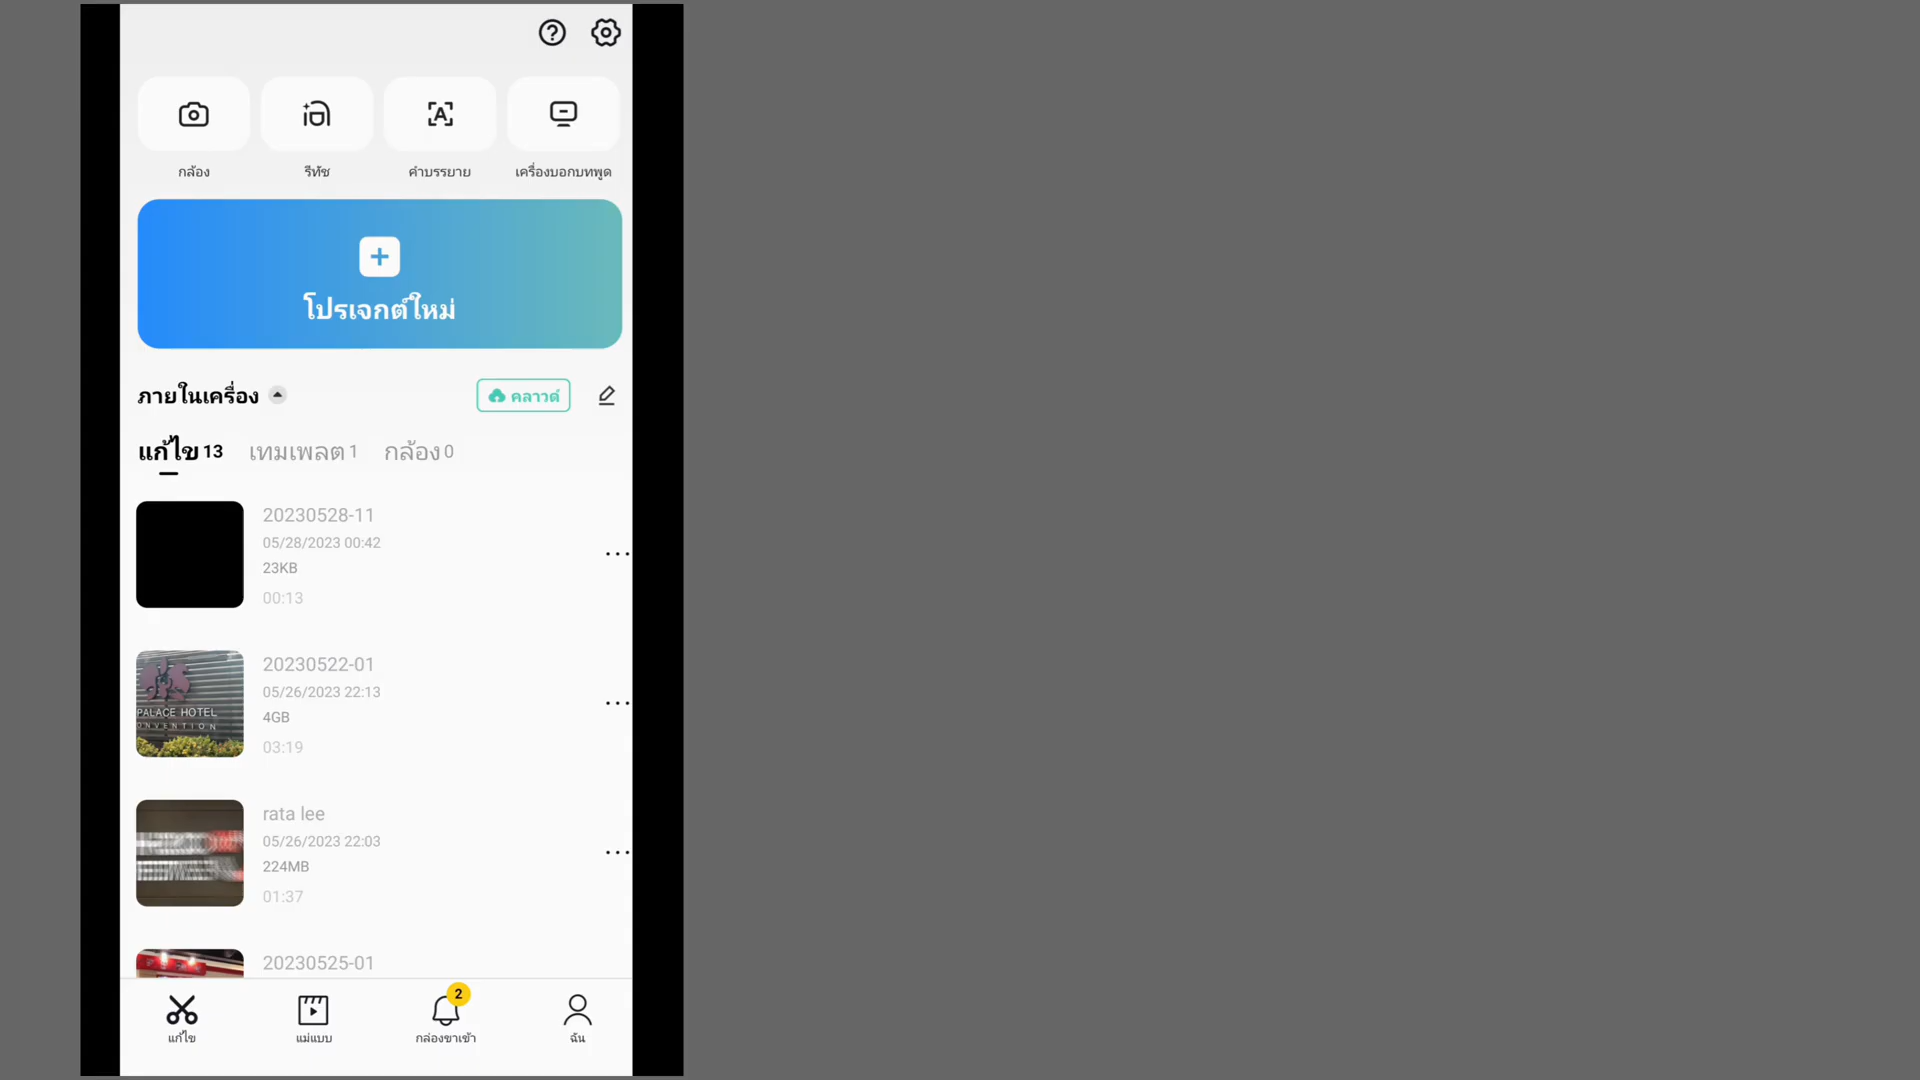 กล้อง
รีทัช
คำบรรยาย
เครื่องบอกบทพูด
โปรเจกต์ใหม่
ภายในเครื่อง
คลาวด์
แก้ไข 13
เทมเพลต 1
กล้อง 0
20230528-11
05/28/2023 00:42
23KB
00:13
PALACE HOTEL
ONVENTION
20230522-01
05/26/2023 22:13
4GB
03:19
rata lee
05/26/2023 22:03
224MB
01:37
20230525-01
2
แก้ไข
แม่แบบ
กล่องขาเข้า
ฉัน